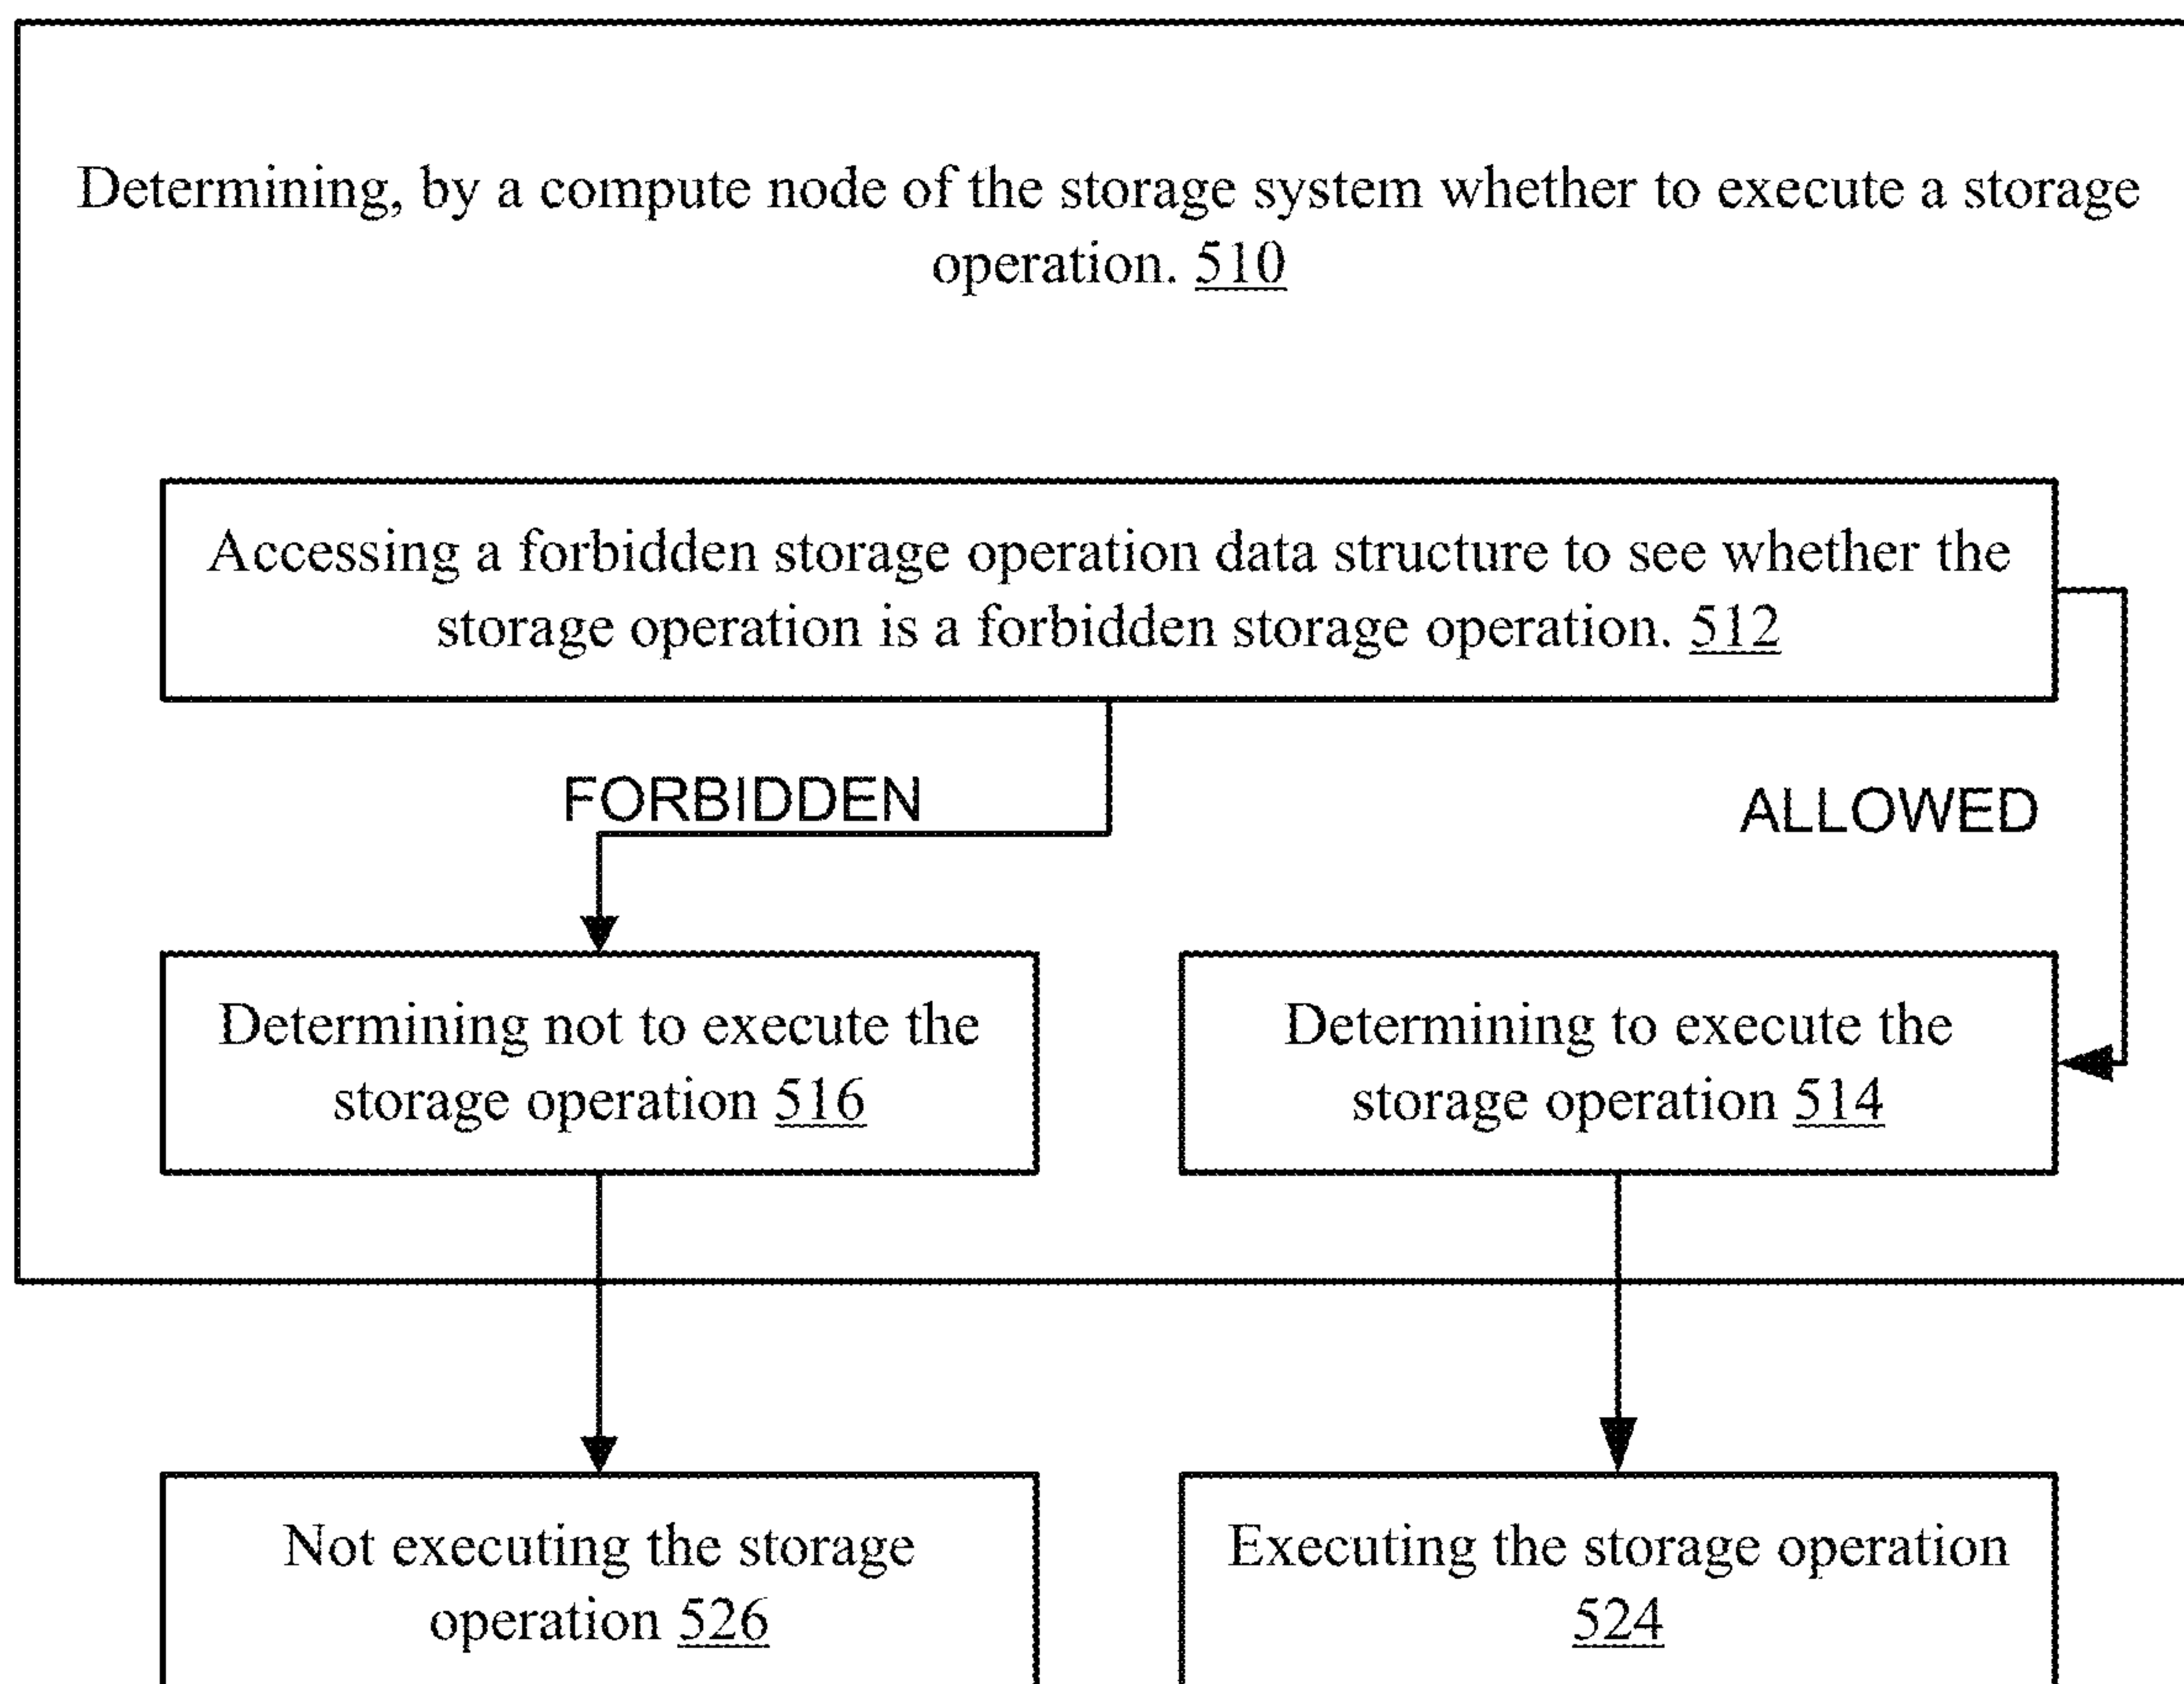 Determining, by a compute node of the storage system whether to execute a storage
operation. 510
Accessing a forbidden storage operation data structure to see whether the
storage operation is a forbidden storage operation. 512
FORBIDDEN
ALLOWED
Determining not to execute the
storage operation 516
Determining to execute the
storage operation 514
Not executing the storage
operation 526
Executing the storage operation
524